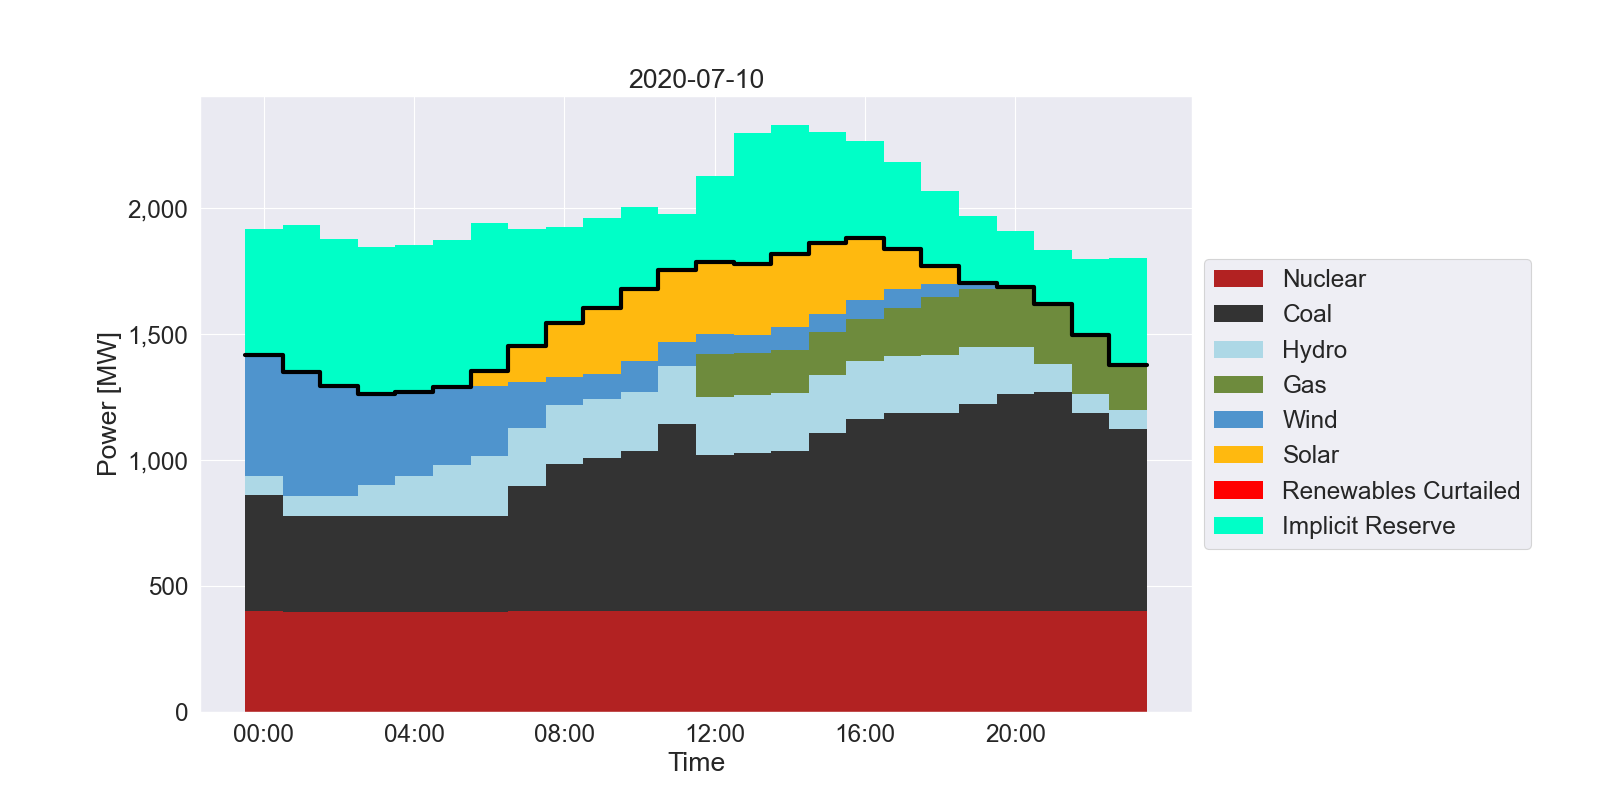 2020-07-10
Power [MW]
2,000
1,500
1,000
500
0
00:00 04:00 08:00 12:00 16:00 20:00
Time
Nuclear
Coal
Hydro
Gas
Wind
Solar
Renewables Curtailed
Implicit Reserve